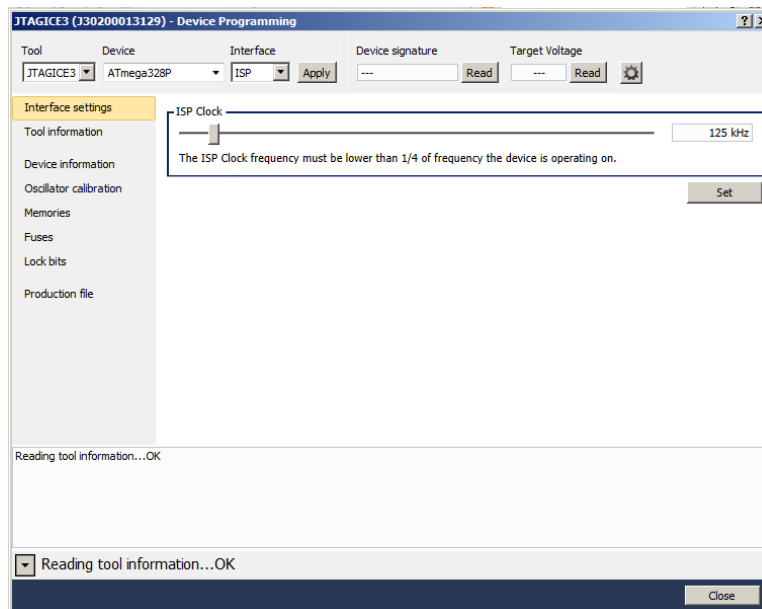 JTAGICE3 (J30200013129) - Device Programming
Tool Device Interface Device signature Target Voltage
JTAGICE3 ATmega328P ISP Apply --- Read --- Read
Interface settings
Tool information
Device information
Oscillator calibration
Memories
Fuses
Lock bits
Production file
ISP Clock
125 kHz
The ISP Clock frequency must be lower than 1/4 of frequency the device is operating on.
Set
Reading tool information...OK
Reading tool information...OK
Close